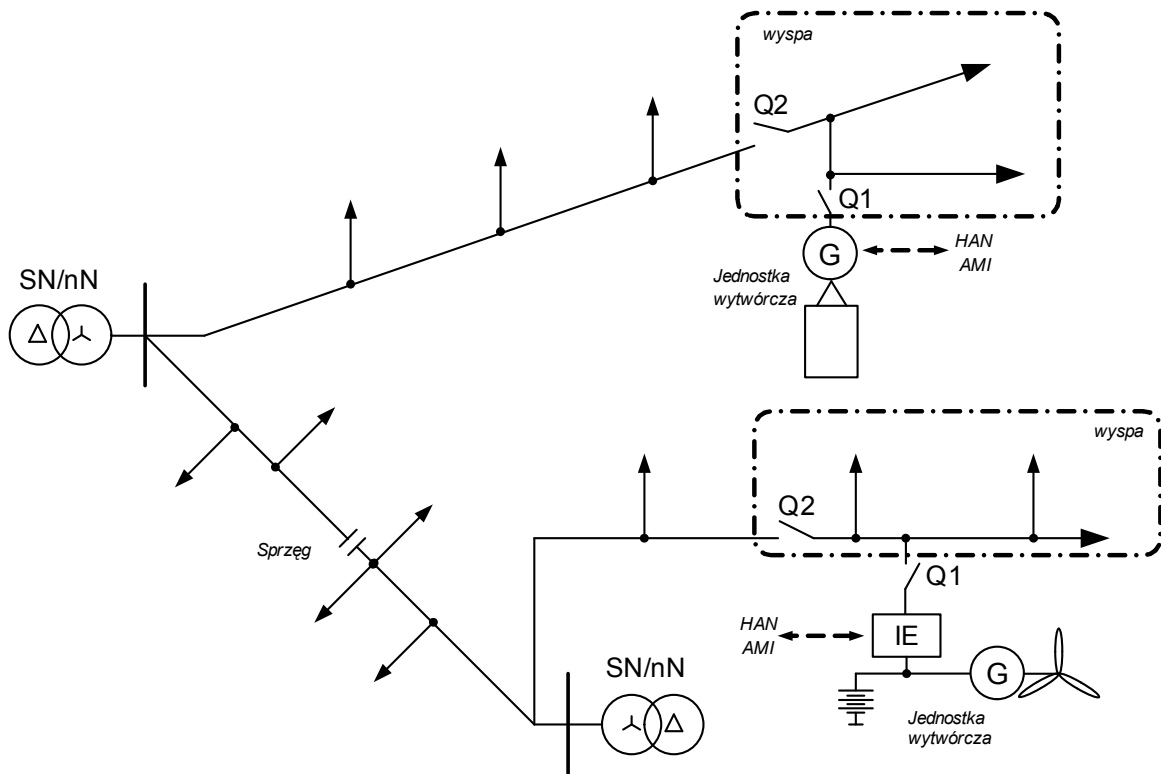 wyspa
Q2
Q1
G
HAN
AMI
Jednostka
wytwórcza
SN/nN
wyspa
Q2
Sprzęg
Q1
HAN
AMI
IE
SN/nN
G
Jednostka
wytwórcza